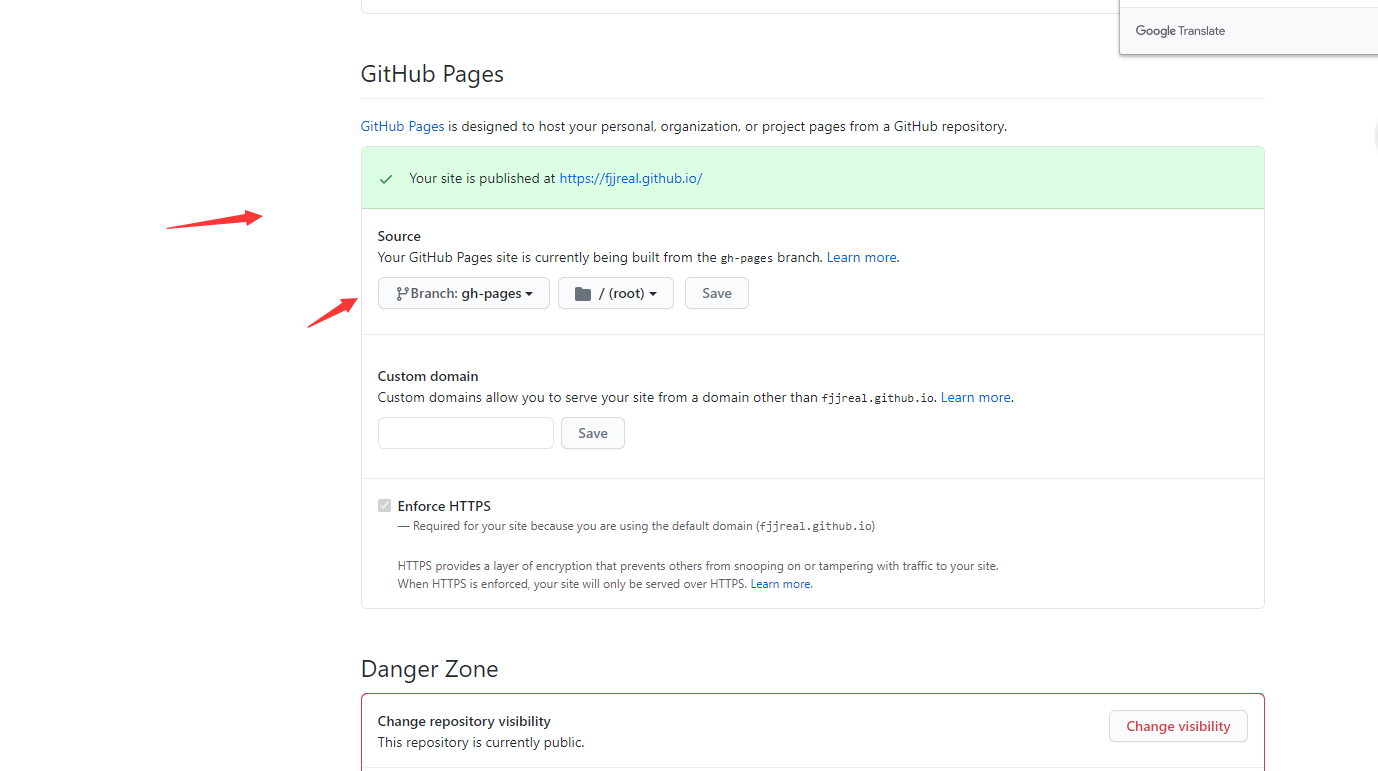 Google Translate
GitHub Pages
GitHub Pages is designed to host your personal, organization, or project pages from a GitHub repository.
Your site is published at https://fjjreal.github.io/
Source
Your GitHub Pages site is currently being built from the gh-pages branch. Learn more.
Branch: gh-pages / (root) Save
Custom domain
Custom domains allow you to serve your site from a domain other than fjjreal.github.io. Learn more.
Save
Enforce HTTPS
— Required for your site because you are using the default domain (fjjreal.github.io)
HTTPS provides a layer of encryption that prevents others from snooping on or tampering with traffic to your site.
When HTTPS is enforced, your site will only be served over HTTPS. Learn more.
Danger Zone
Change repository visibility
This repository is currently public.
Change visibility